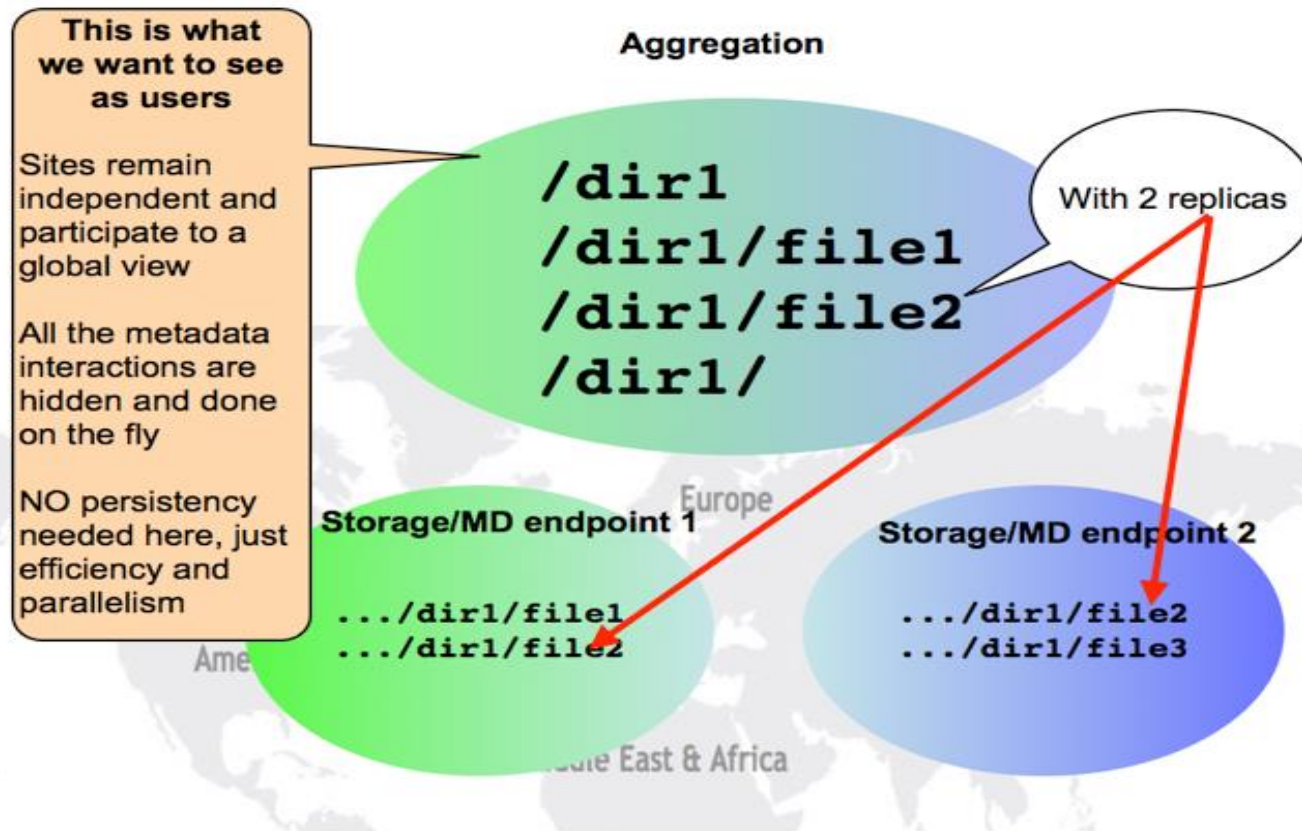 This is what
we want to see
as users
Sites remain
independent and
participate to a
global view
All the metadata
interactions are
hidden and done
on the fly
NO persistency
needed here, just
efficiency and
parallelism
Aggregation
/dir1
/dir1/file1
/dir1/file2
/dir1/
With 2 replicas
Europe
Storage/MD endpoint 1
.../dir1/file1
.../dir1/file2
Storage/MD endpoint 2
.../dir1/file2
.../dir1/file3
East & Africa